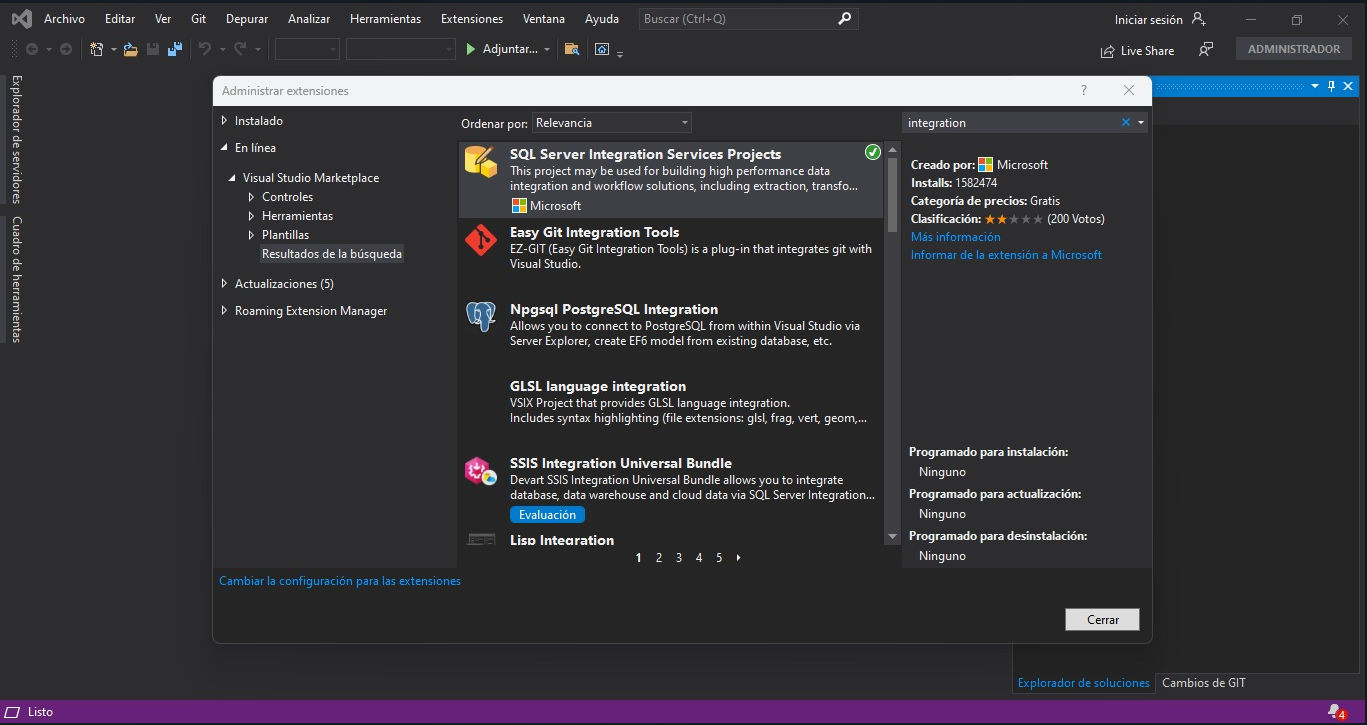 Archivo Editar Ver Git Depurar Analizar Herramientas Extensiones Ventana Ayuda Buscar (Ctrl+Q) Iniciar sesión
Adjuntar... Live Share ADMINISTRADOR
Explorador de servidores
Cuadro de herramientas
Administrar extensiones ?
Instalado
En línea
Visual Studio Marketplace
Controles
Herramientas
Plantillas
Resultados de la búsqueda
Actualizaciones (5)
Roaming Extension Manager
Ordenar por: Relevancia
SQL Server Integration Services Projects
This project may be used for building high performance data
integration and workflow solutions, including extraction, transfo...
Microsoft
Easy Git Integration Tools
EZ-GIT (Easy Git Integration Tools) is a plug-in that integrates git with
Visual Studio.
Npgsql PostgreSQL Integration
Allows you to connect to PostgreSQL from within Visual Studio via
Server Explorer, create EF6 model from existing database, etc.
GLSL language integration
VSIX Project that provides GLSL language integration.
Includes syntax highlighting (file extensions: glsl, frag, vert, geom,...
SSIS Integration Universal Bundle
Devart SSIS Integration Universal Bundle allows you to integrate
database, data warehouse and cloud data via SQL Server Integration...
Evaluación
Lisp Integration
1 2 3 4 5
integration
Creado por: Microsoft
Installs: 1582474
Categoría de precios: Gratis
Clasificación: (200 Votos)
Más información
Informar de la extensión a Microsoft
Programado para instalación:
Ninguno
Programado para actualización:
Ninguno
Programado para desinstalación:
Ninguno
Cambiar la configuración para las extensiones
Cerrar
Explorador de soluciones Cambios de GIT
Listo 4